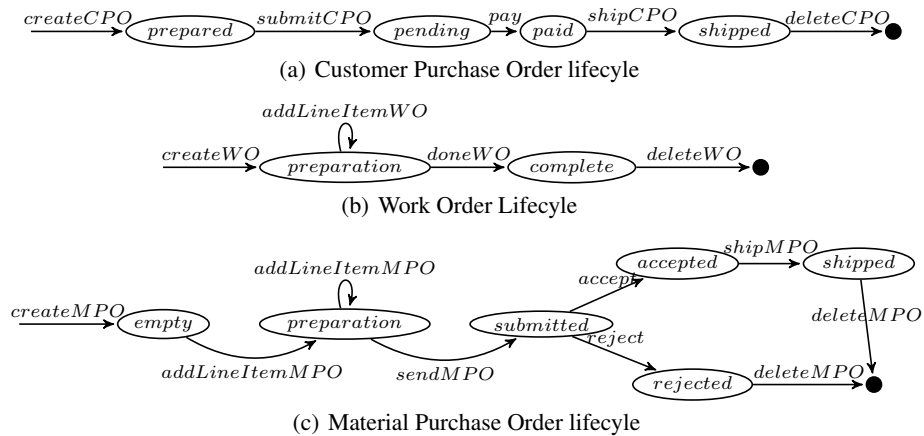 createCPO submitCPO pay shipCPO deleteCPO
prepared pending paid shipped
(a) Customer Purchase Order lifecyle
addLineItemWO
createWO doneWO deleteWO
preparation complete
(b) Work Order Lifecyle
shipMPO
accepted shipped
addLineItemMPO
accept
createMPO
deleteMPO
empty preparation submitted
reject
addLineItemMPO sendMPO
deleteMPO
rejected
(c) Material Purchase Order lifecyle